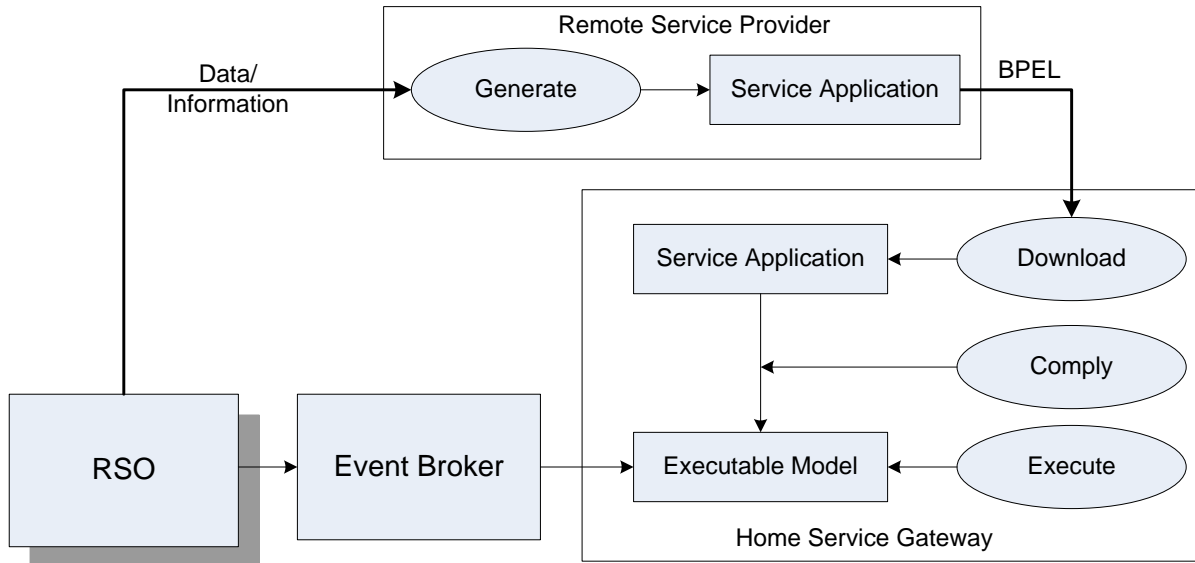 Remote Service Provider
Data/
Information
Generate
Service Application
BPEL
Service Application
Download
Comply
RSO
Event Broker
Executable Model
Execute
Home Service Gateway